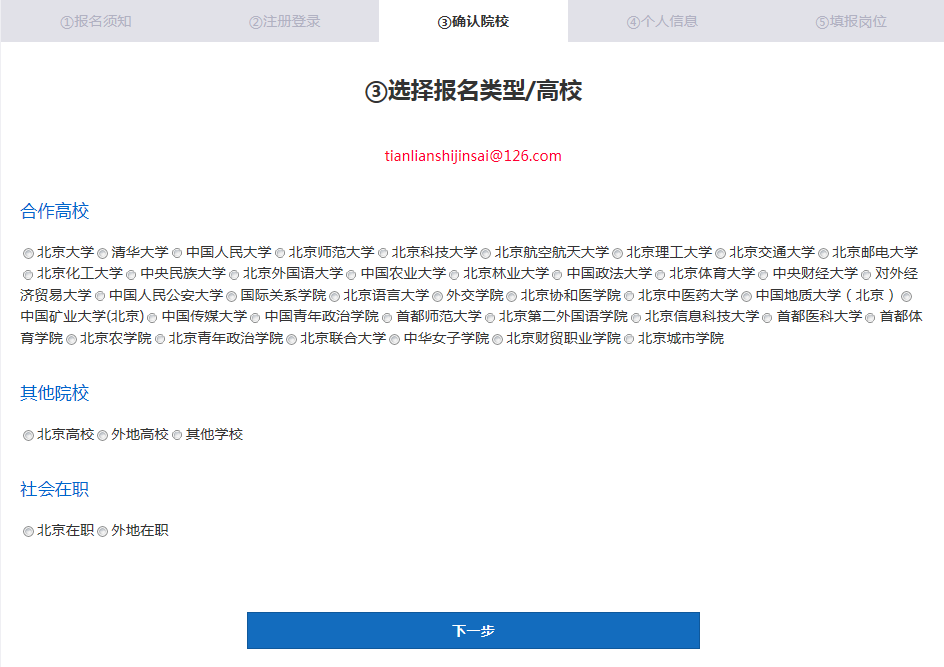 ①报名须知 ②注册登录 ③确认院校 ④个人信息 ⑤填报岗位
③选择报名类型/高校
tianlianshijinsai@126.com
合作高校
北京大学 清华大学 中国人民大学 北京师范大学 北京科技大学 北京航空航天大学 北京理工大学 北京交通大学 北京邮电大学
北京化工大学 中央民族大学 北京外国语大学 中国农业大学 北京林业大学 中国政法大学 北京体育大学 中央财经大学 对外经
济贸易大学 中国人民公安大学 国际关系学院 北京语言大学 外交学院 北京协和医学院 北京中医药大学 中国地质大学（北京）
中国矿业大学(北京) 中国传媒大学 中国青年政治学院 首都师范大学 北京第二外国语学院 北京信息科技大学 首都医科大学 首都体
育学院 北京农学院 北京青年政治学院 北京联合大学 中华女子学院 北京财贸职业学院 北京城市学院
其他院校
北京高校 外地高校 其他学校
社会在职
北京在职 外地在职
下一步